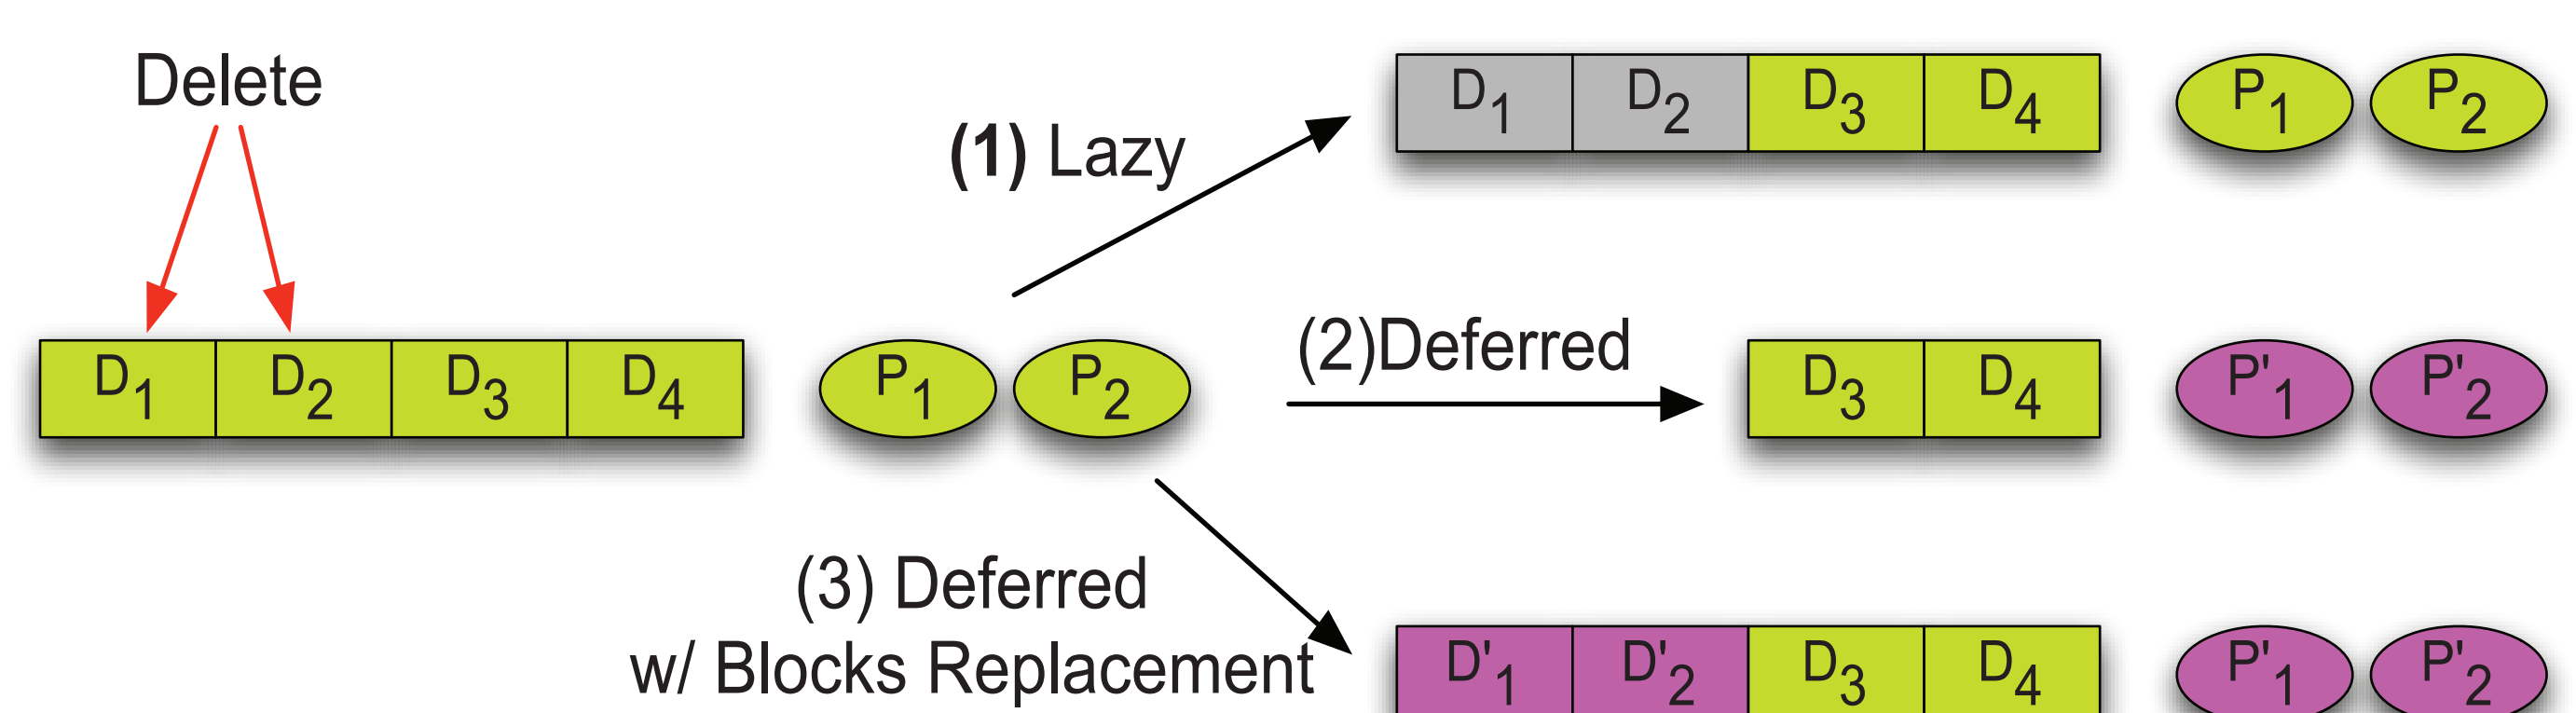 Delete
(1) Lazy
D1 D2 D3 D4 P1 P2
D1 D2 D3 D4 P1 P2
(2)Deferred
D3 D4 P'1 P'2
(3) Deferred
w/ Blocks Replacement
D'1 D'2 D3 D4 P'1 P'2